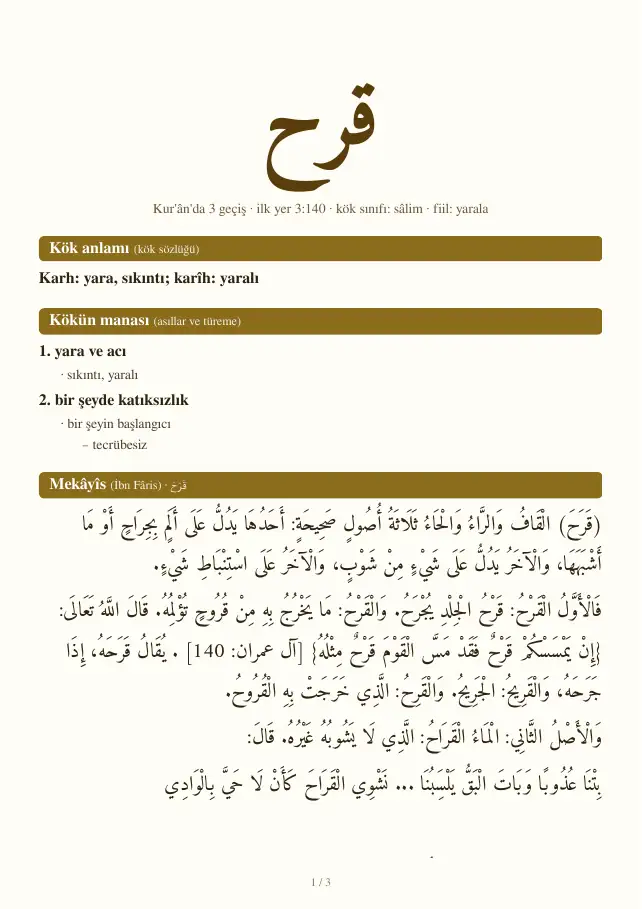 قرح
Kur'ân'da 3 geçiş · ilk yer 3:140 · kök sınıfı: sâlim · fiil: yarala
Kök anlamı (kök sözlüğü)
Karh: yara, sıkıntı; karîh: yaralı
Kökün manası (asıllar ve türeme)
1. yara ve acı
· sıkıntı, yaralı
2. bir şeyde katıksızlık
· bir şeyin başlangıcı
– tecrübesiz
Mekâyîs (İbn Fâris) · قَرَحَ
(قَرَحَ) الْقَافُ وَالرَّاءُ وَالْحَاءُ ثَلَاثَةُ أُصُولٍ صَحِيحَةٍ: أَحَدُهَا يَدُلُّ عَلَى أَلَمٍ بِجِرَاحٍ أَوْ مَا
أَشْبَهَهَا، وَالْآخَرُ يَدُلُّ عَلَى شَيْءٍ مِنْ شَوْبٍ، وَالْآخَرُ عَلَى اسْتِنْبَاطِ شَيْءٍ.
فَالْأَوَّلُ الْقَرْحُ: قَرْحُ الْجِلْدِ يُجْرَحُ. وَالْقَرْحُ: مَا يَخْرُجُ بِهِ مِنْ قُرُوحٍ تُؤْلِمُهُ. قَالَ اللَّهُ تَعَالَى:
{إِنْ يَمْسَسْكُمْ قَرْحٌ فَقَدْ مَسَّ الْقَوْمَ قَرْحٌ مِثْلُهُ} [آل عمران: 140] . يُقَالُ قَرَحَهُ، إِذَا
جَرَحَهُ، وَالْقَرِيحُ: الْجَرِيحُ. وَالْقَرِحُ: الَّذِي خَرَجَتْ بِهِ الْقُرُوحُ.
وَالْأَصْلُ الثَّانِي: الْمَاءُ الْقَرَاحُ: الَّذِي لَا يَشُوبُهُ غَيْرُهُ. قَالَ:
بِتْنَا عُذُوبًا وَبَاتَ الْبَقُّ يَلْسَبُنَا ... نَشْوِي الْقَرَاحَ كَأَنْ لَا حَيَّ بِالْوَادِي
1 / 3